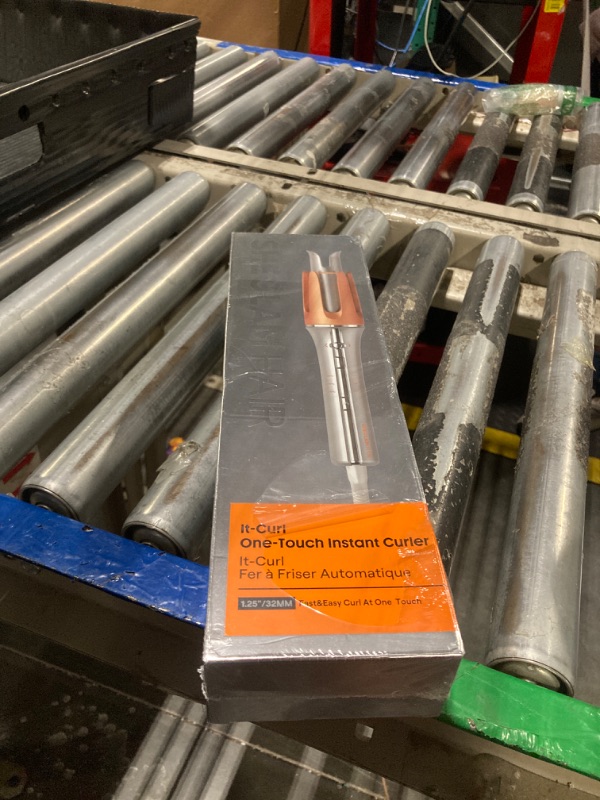 It-Curl
One-Touch Instant Curler
It-Curl
Fer à Friser Automatique
1.25"/32MM Fast&Easy Curl At One Touch